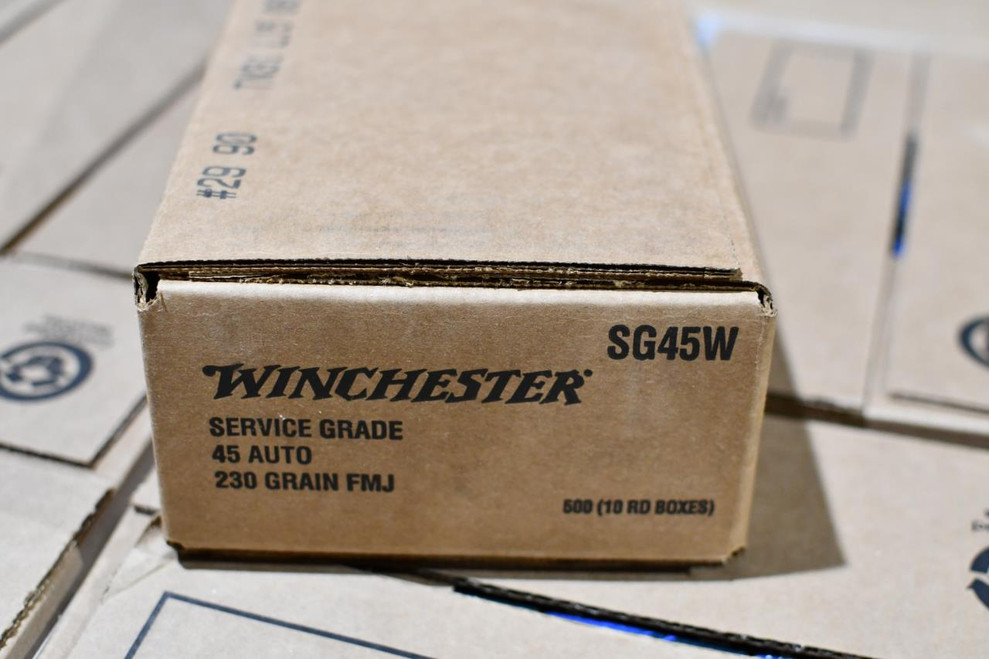 #29 90
SG45W
WINCHESTER
SERVICE GRADE
45 AUTO
230 GRAIN FMJ
500 (10 RD BOXES)